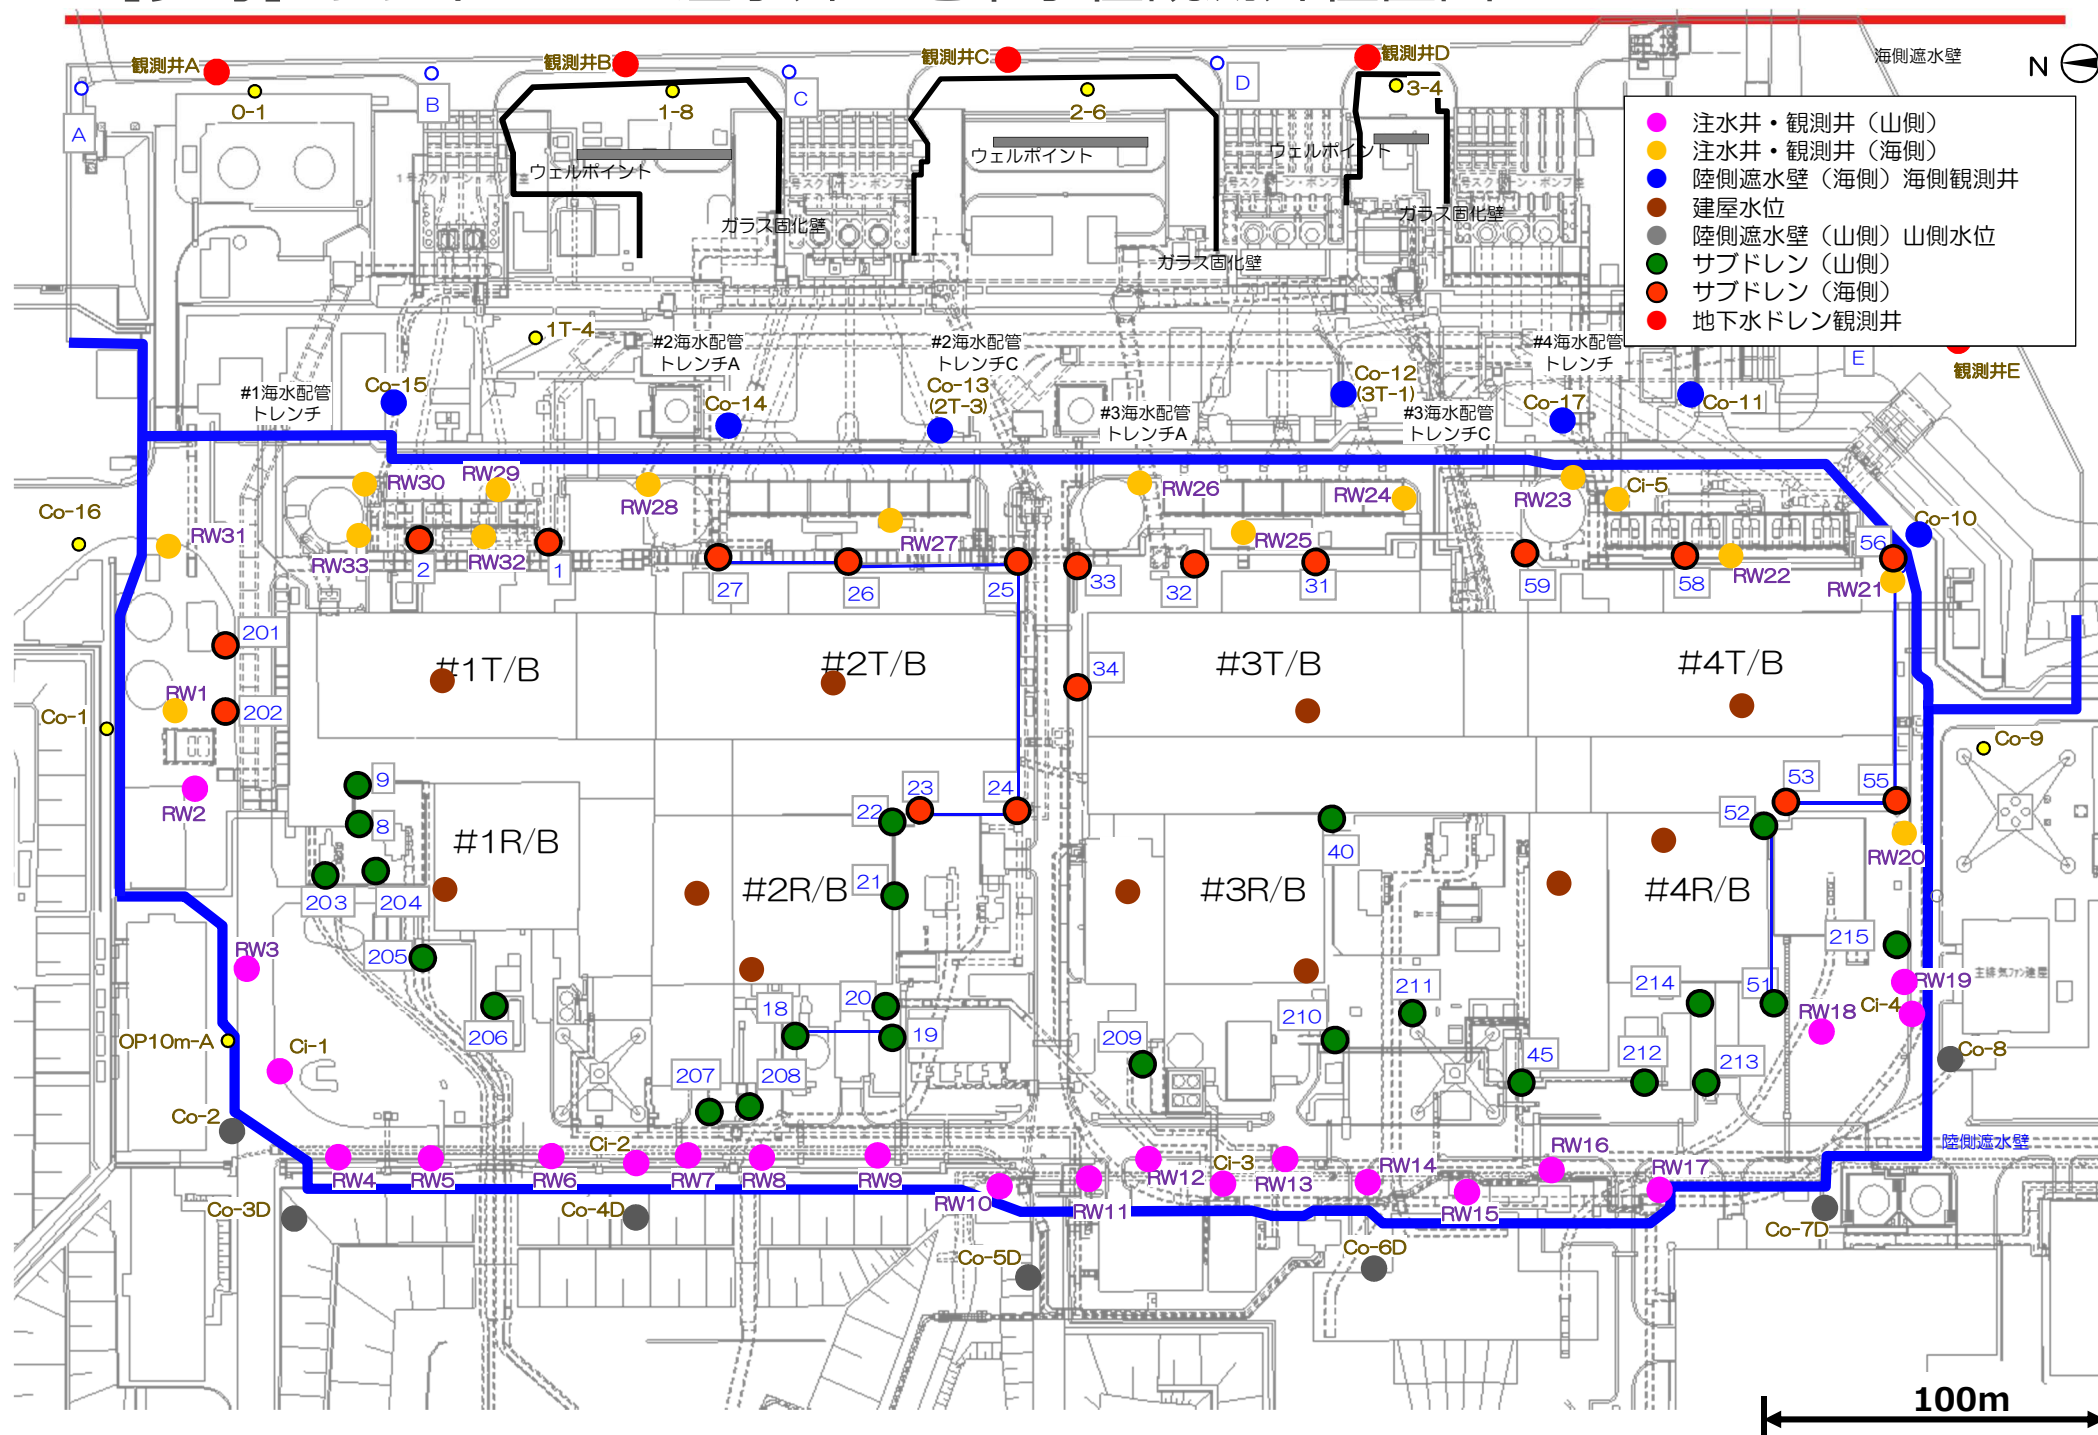 観測井A
観測井B
観測井C
観測井D
海側遮水壁
N
A
B
C
D
0-1
1-8
2-6
3-4
注水井・観測井（山側）
注水井・観測井（海側）
陸側遮水壁（海側）海側観測井
建屋水位
陸側遮水壁（山側）山側水位
サブドレン（山側）
サブドレン（海側）
地下水ドレン観測井
ウェルポイント
ウェルポイント
ウェルポイント
ガラス固化壁
ガラス固化壁
ガラス固化壁
1T-4
#2海水配管
トレンチA
#2海水配管
トレンチC
#4海水配管
トレンチ
E
観測井E
#1海水配管
トレンチ
Co-15
Co-14
Co-13
(2T-3)
Co-12
(3T-1)
#3海水配管
トレンチA
#3海水配管
トレンチC
Co-17
Co-11
RW30
RW29
RW28
RW26
RW24
RW23
Ci-5
Co-16
RW31
RW33
2
RW32
1
RW27
RW25
Co-10
56
27
26
25
33
32
31
59
58
RW22
RW21
201
#1T/B
#2T/B
34
#3T/B
#4T/B
RW1
202
Co-1
Co-9
9
RW2
8
#1R/B
22
23
24
40
52
53
55
RW20
203
204
#2R/B
21
#3R/B
#4R/B
RW3
205
215
主排気ファン建屋
206
18
20
19
211
210
214
51
RW18
RW19
Ci-4
OP10m-A
Ci-1
207
208
209
45
212
213
Co-8
Co-2
陸側遮水壁
RW4
RW5
RW6
Ci-2
RW7
RW8
RW9
RW10
RW11
RW12
Ci-3
RW13
RW14
RW15
RW16
RW17
Co-3D
Co-4D
Co-5D
Co-6D
Co-7D
100m